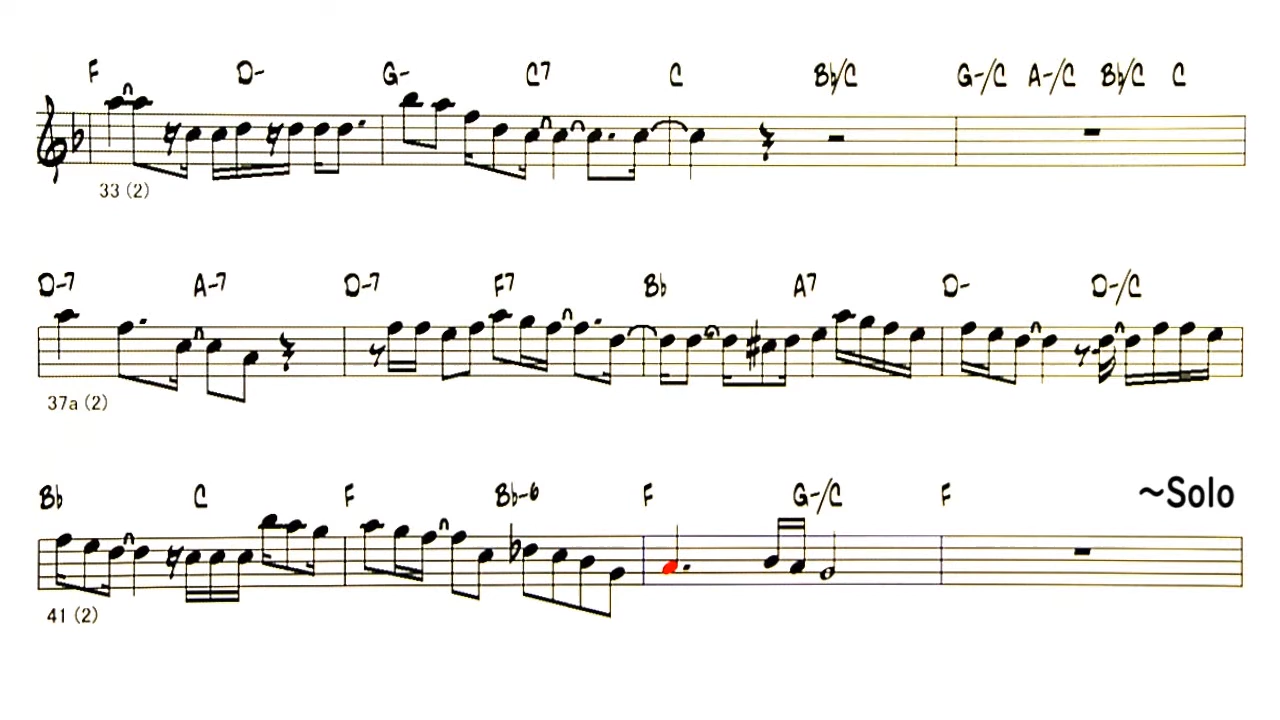 F D- G- C7 C B♭/C G-/C A-/C B♭/C C
33 (2)
D-7 A-7 D-7 F7 B♭ A7 D- D-/C
37a (2)
B♭ C F B♭-6 F G-/C F ~Solo
41 (2)